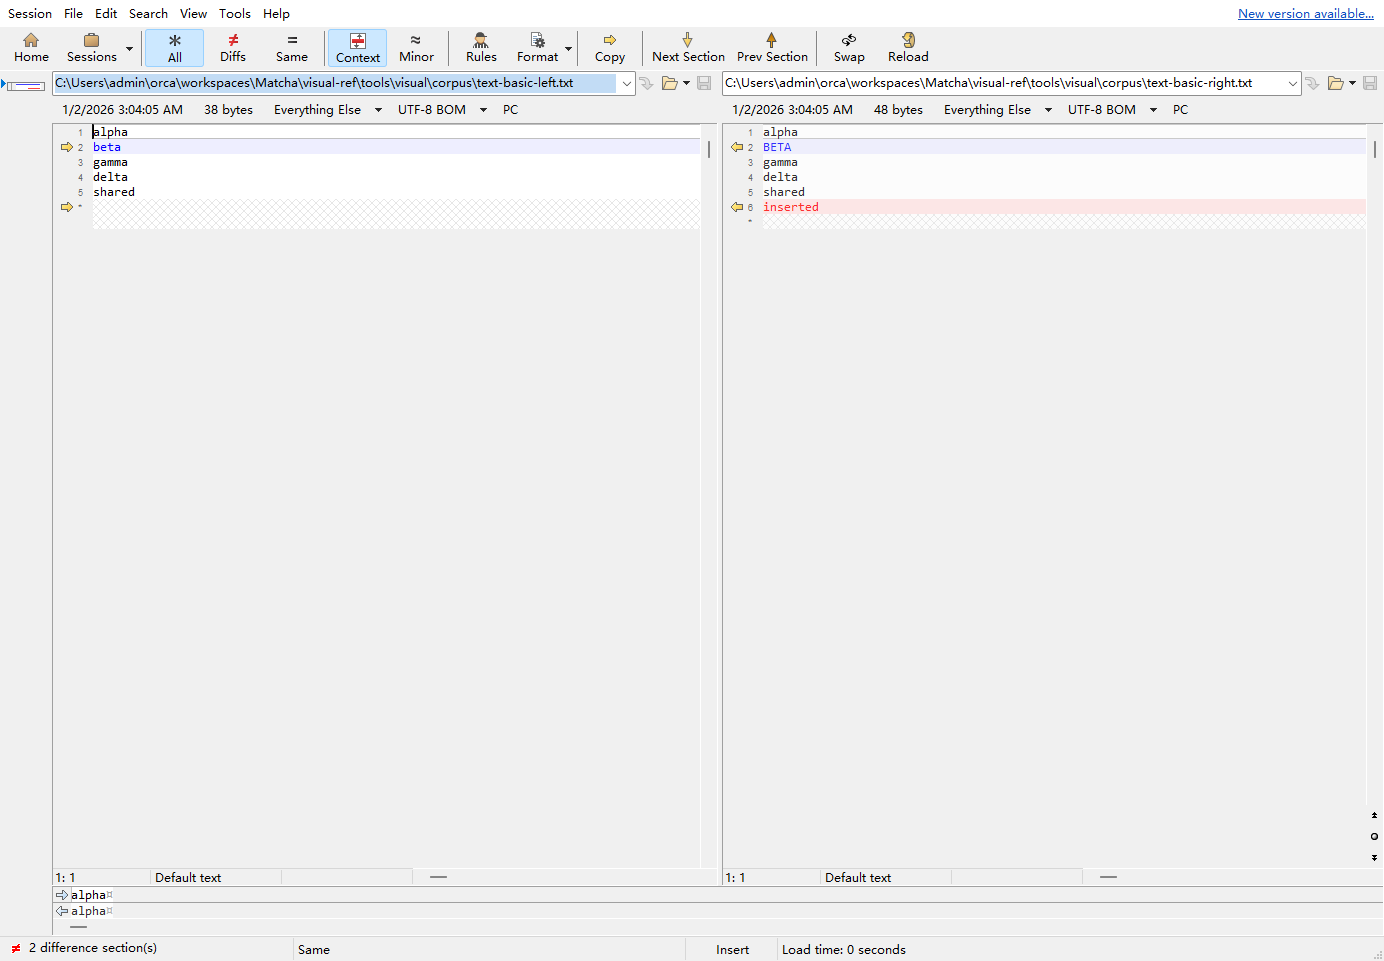 Session File Edit Search View Tools Help New version available...
Home Sessions All Diffs Same Context Minor Rules Format Copy Next Section Prev Section Swap Reload
C:\Users\admin\orca\workspaces\Matcha\visual-ref\tools\visual\corpus\text-basic-left.txt C:\Users\admin\orca\workspaces\Matcha\visual-ref\tools\visual\corpus\text-basic-right.txt
1/2/2026 3:04:05 AM 38 bytes Everything Else UTF-8 BOM PC 1/2/2026 3:04:05 AM 48 bytes Everything Else UTF-8 BOM PC
1 alpha 1 alpha
2 beta 2 BETA
3 gamma 3 gamma
4 delta 4 delta
5 shared 5 shared
6 inserted
1: 1 Default text 1: 1 Default text
alpha¤
alpha¤
2 difference section(s) Same Insert Load time: 0 seconds